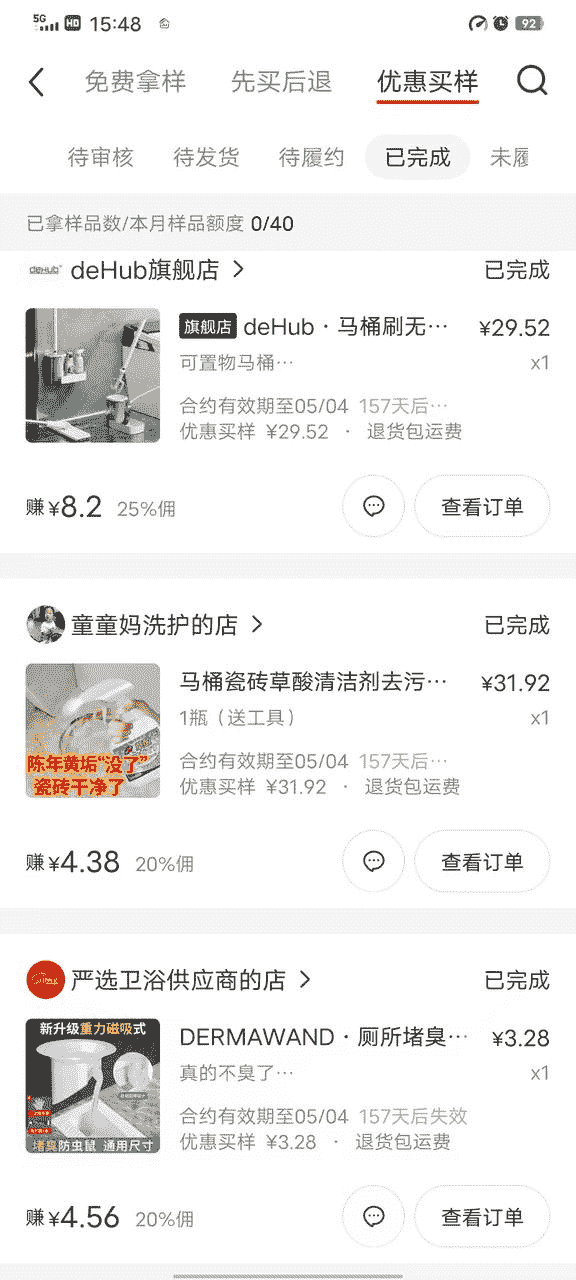 5G HD 15:48 92
免费拿样 先买后退 优惠买样
待审核 待发货 待履约 已完成 未履
已拿样品数/本月样品额度 0/40
deHub deHub旗舰店 已完成
旗舰店 deHub · 马桶刷无… ¥29.52
可置物马桶… x1
合约有效期至05/04 157天后…
优惠买样 ¥29.52 · 退货包运费
赚 ¥8.2 25%佣 查看订单
童童妈洗护的店 已完成
马桶瓷砖草酸清洁剂去污… ¥31.92
1瓶（送工具） x1
陈年黄垢“没了”
瓷砖干净了
合约有效期至05/04 157天后…
优惠买样 ¥31.92 · 退货包运费
赚 ¥4.38 20%佣 查看订单
严选卫浴供应商的店 已完成
新升级重力磁吸式
DERMAWAND · 厕所堵臭… ¥3.28
真的不臭了… x1
合约有效期至05/04 157天后失效
堵臭防虫鼠 通用尺寸
优惠买样 ¥3.28 · 退货包运费
赚 ¥4.56 20%佣 查看订单